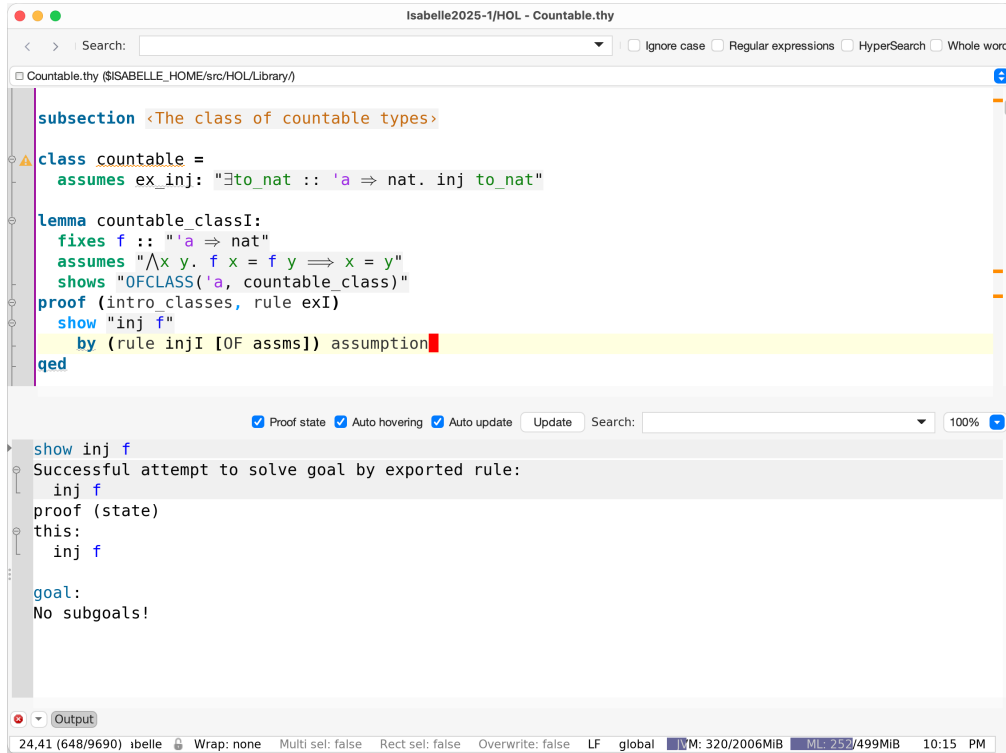 Isabelle2025-1/HOL - Countable.thy
Search: Ignore case Regular expressions HyperSearch Whole word
Countable.thy ($ISABELLE_HOME/src/HOL/Library/)
subsection ‹The class of countable types›
class countable =
assumes ex_inj: "∃to_nat :: 'a ⇒ nat. inj to_nat"
lemma countable_classI:
fixes f :: "'a ⇒ nat"
assumes "⋀x y. f x = f y ⟹ x = y"
shows "OFCLASS('a, countable_class)"
proof (intro_classes, rule exI)
show "inj f"
by (rule injI [OF assms]) assumption
qed
Proof state Auto hovering Auto update Update Search: 100%
show inj f
Successful attempt to solve goal by exported rule:
inj f
proof (state)
this:
inj f
goal:
No subgoals!
Output
24,41 (648/9690) abelle Wrap: none Multi sel: false Rect sel: false Overwrite: false LF global JVM: 320/2006MiB ML: 252/499MiB 10:15 PM